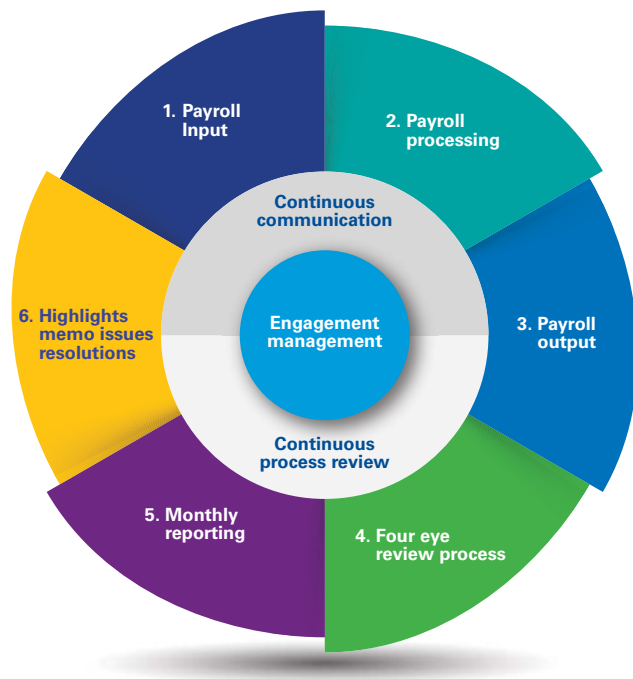 1. Payroll
Input
2. Payroll
processing
Continuous
communication
6. Highlights
memo issues
resolutions
Engagement
management
3. Payroll
output
Continuous
process review
5. Monthly
reporting
4. Four eye
review process